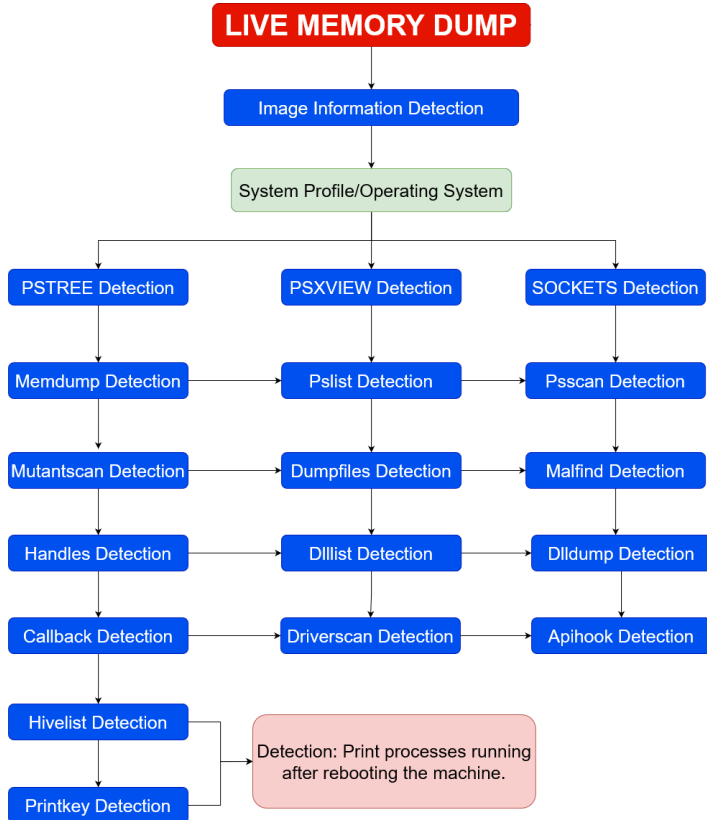 LIVE MEMORY DUMP
Image Information Detection
System Profile/Operating System
PSTREE Detection
PSXVIEW Detection
SOCKETS Detection
Memdump Detection
Pslist Detection
Psscan Detection
Mutantscan Detection
Dumpfiles Detection
Malfind Detection
Handles Detection
Dlllist Detection
Dlldump Detection
Callback Detection
Driverscan Detection
Apihook Detection
Hivelist Detection
Detection: Print processes running
after rebooting the machine.
Printkey Detection